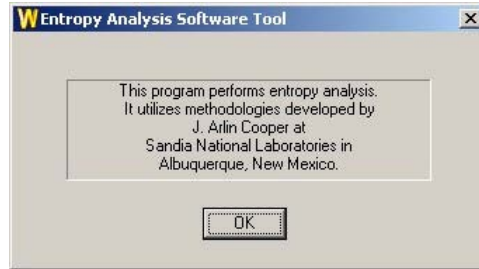 W Entropy Analysis Software Tool
This program performs entropy analysis.
It utilizes methodologies developed by
J. Arlin Cooper at
Sandia National Laboratories in
Albuquerque, New Mexico.
OK